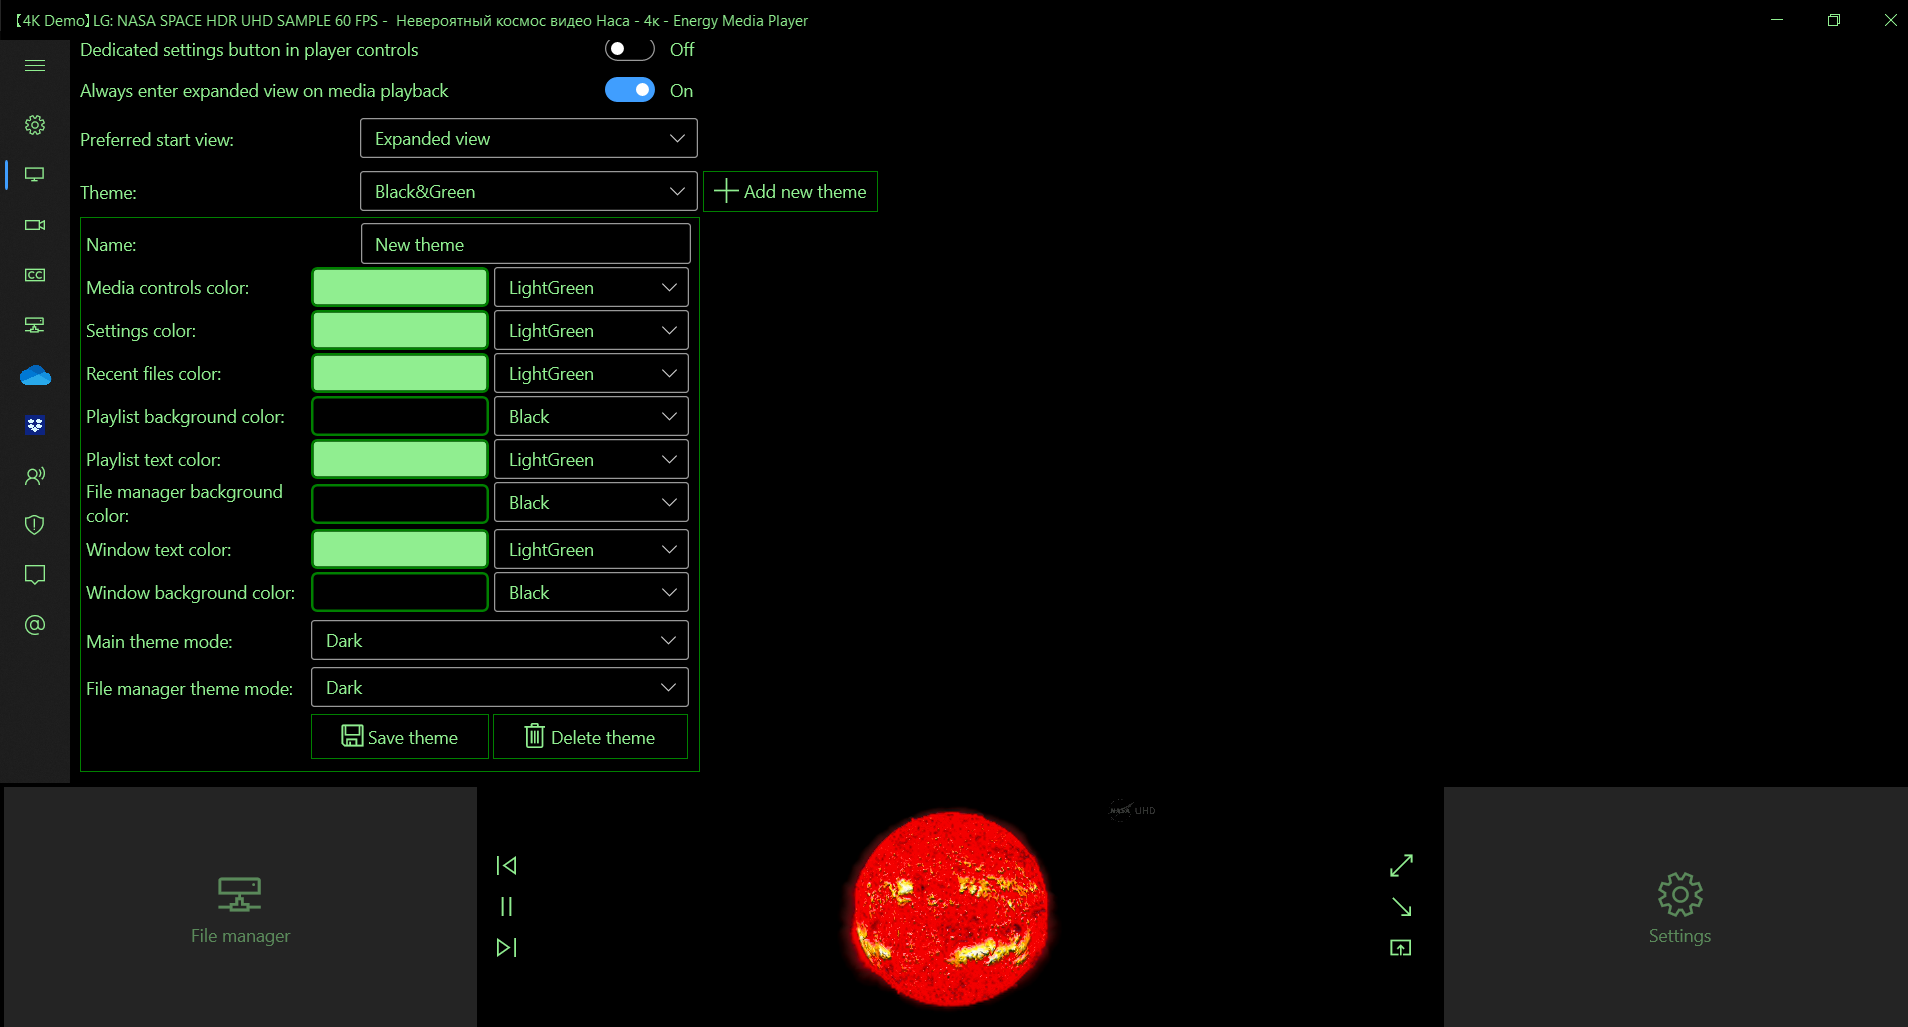 【4K Demo】LG: NASA SPACE HDR UHD SAMPLE 60 FPS - Невероятный космос видео Наса - 4к - Energy Media Player
Dedicated settings button in player controls Off
Always enter expanded view on media playback On
Preferred start view: Expanded view
Theme: Black&Green Add new theme
Name: New theme
Media controls color: LightGreen
Settings color: LightGreen
Recent files color: LightGreen
Playlist background color: Black
Playlist text color: LightGreen
File manager background
color: Black
Window text color: LightGreen
Window background color: Black
Main theme mode: Dark
File manager theme mode: Dark
Save theme Delete theme
CC
NASA UHD
File manager
Settings